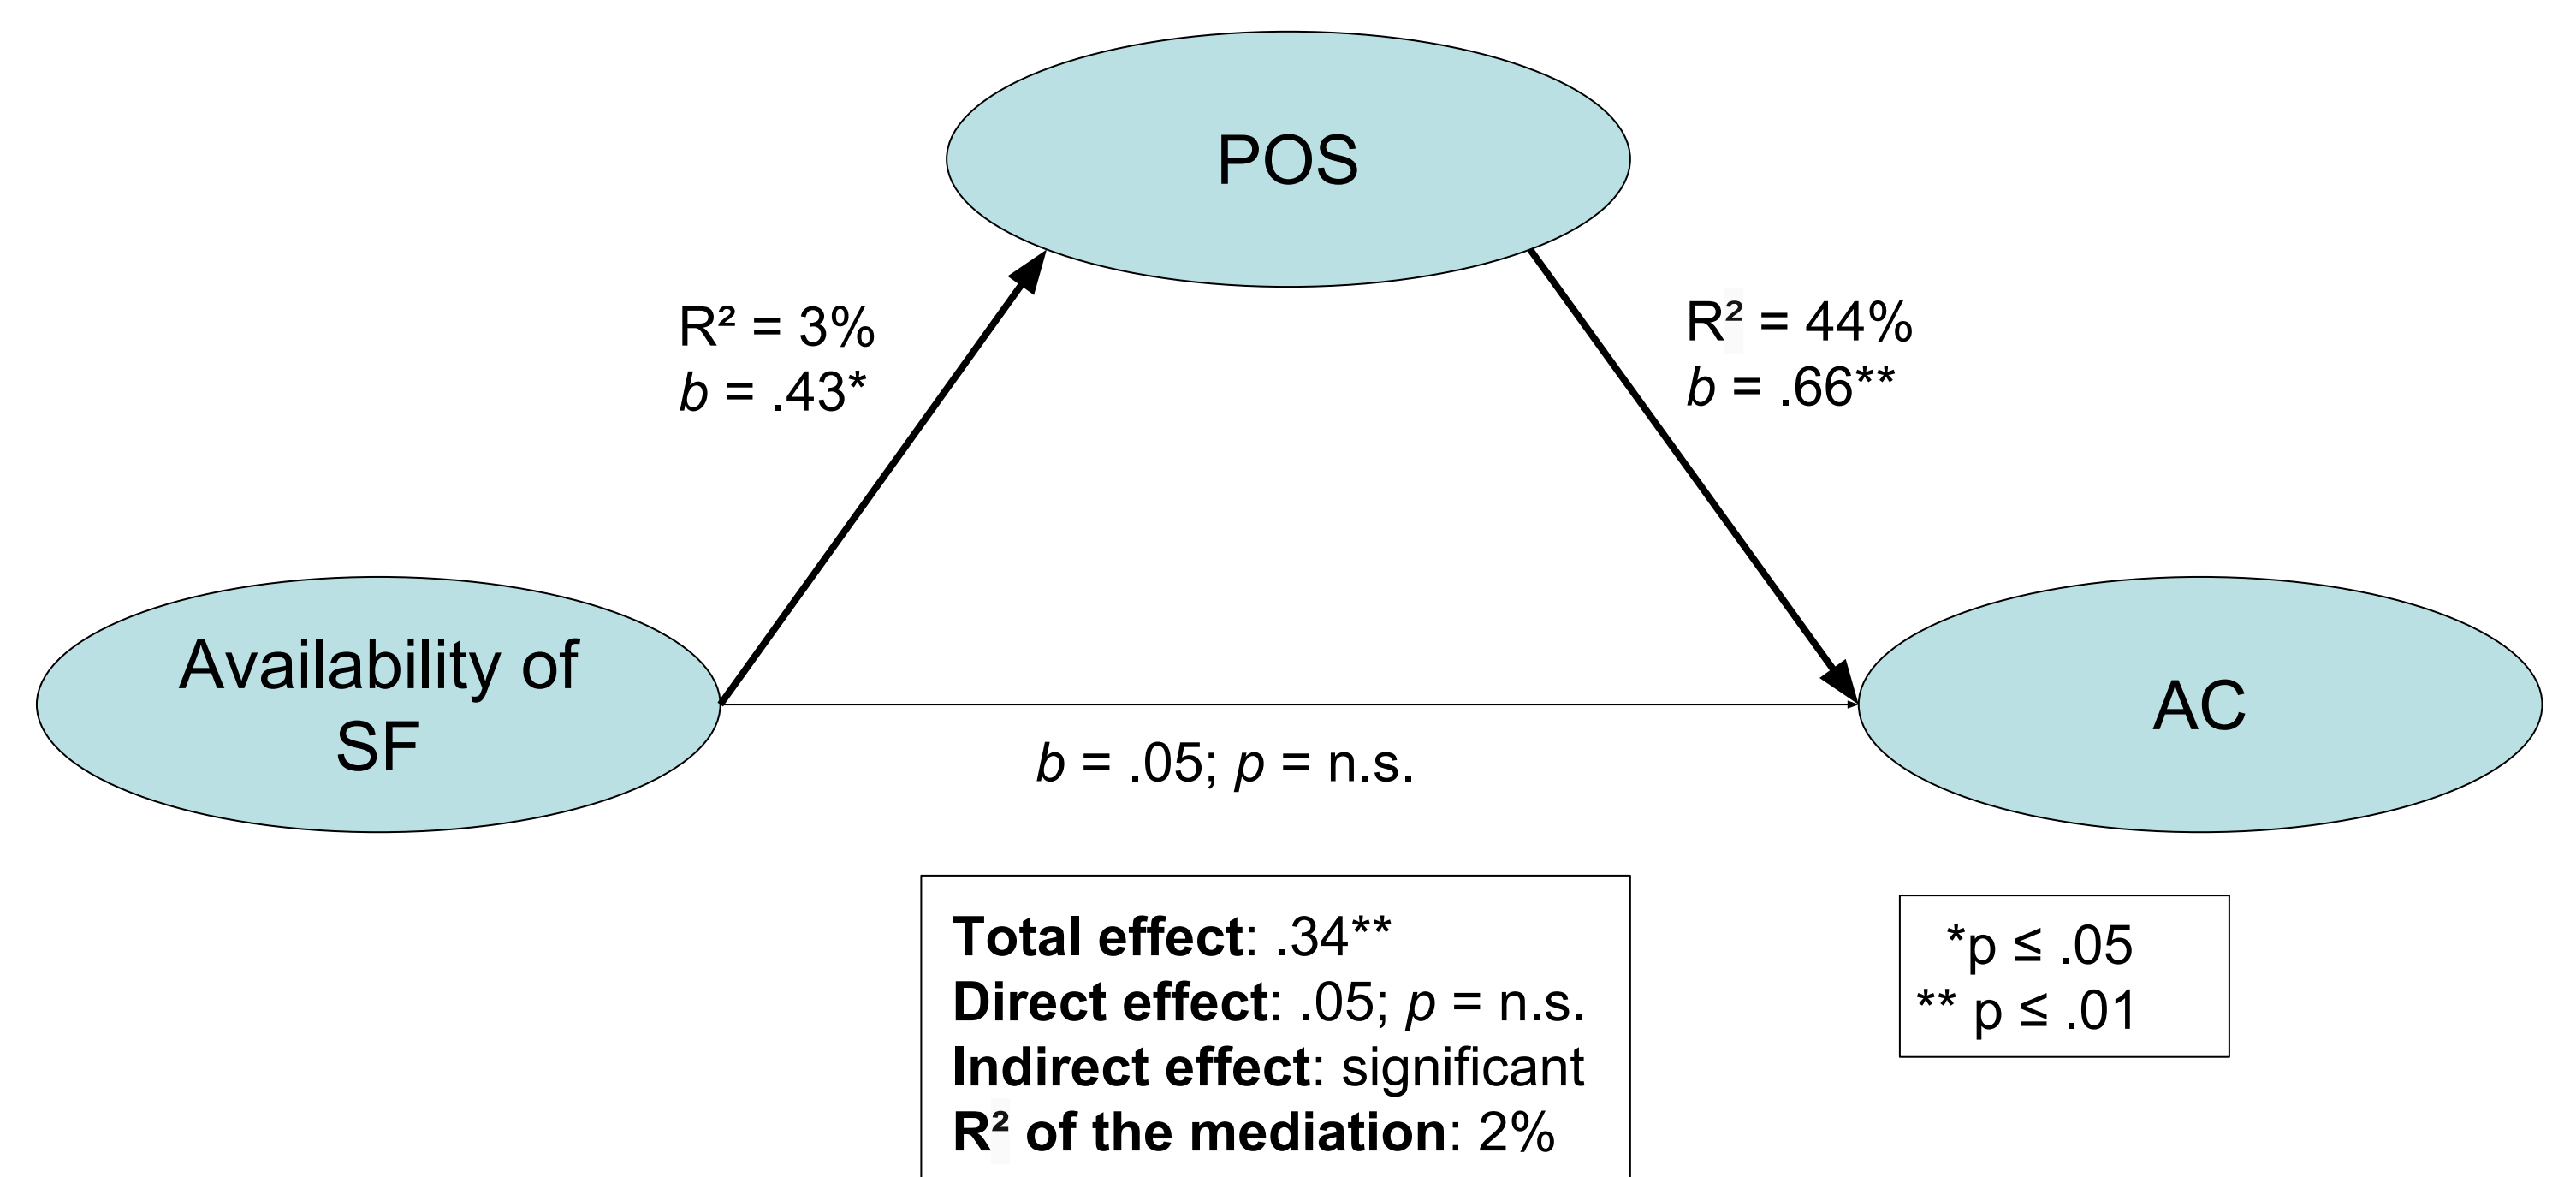 POS
R² = 3%
b = .43*
R² = 44%
b = .66**
Availability of
SF
AC
b = .05; p = n.s.
Total effect: .34**
Direct effect: .05; p = n.s.
Indirect effect: significant
R² of the mediation: 2%
*p ≤ .05
** p ≤ .01